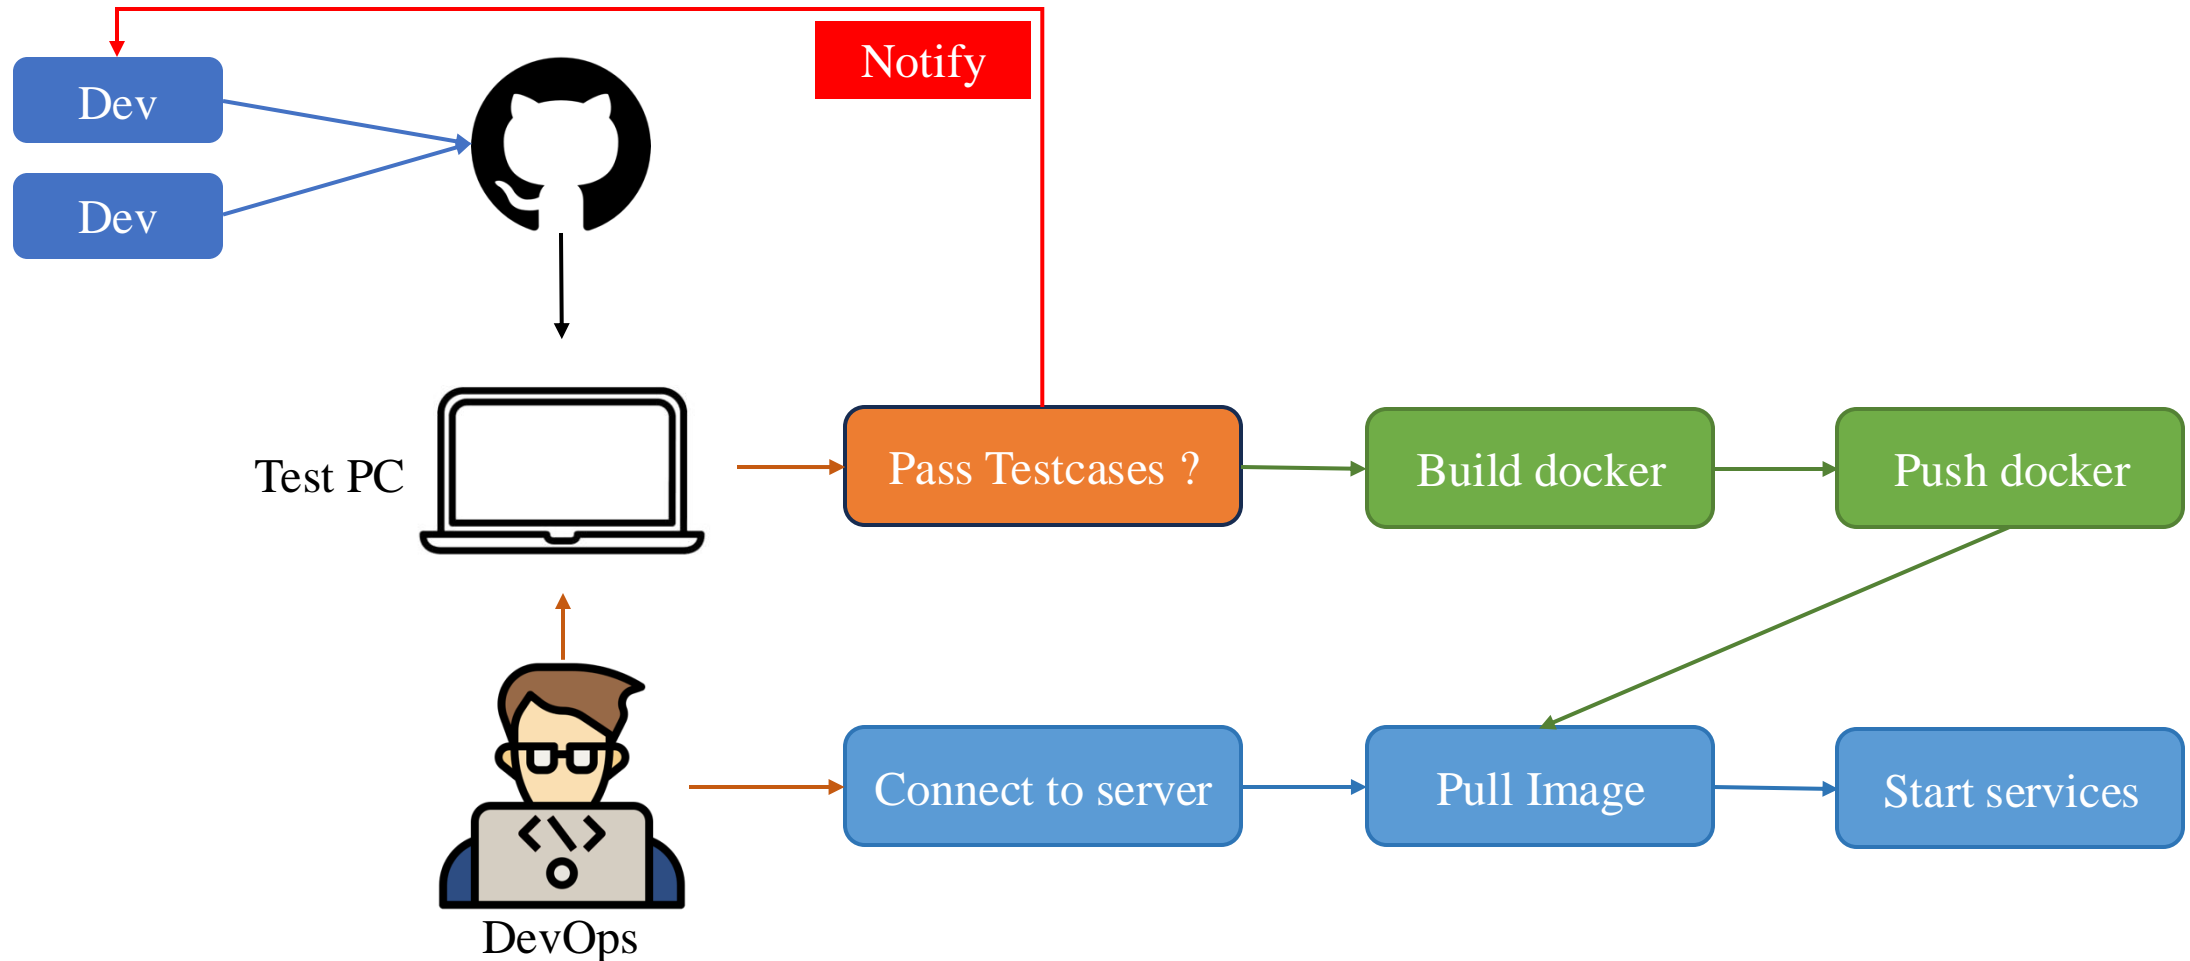 Notify
Dev
Dev
Test PC
Pass Testcases ?
Build docker
Push docker
Connect to server
Pull Image
Start services
DevOps